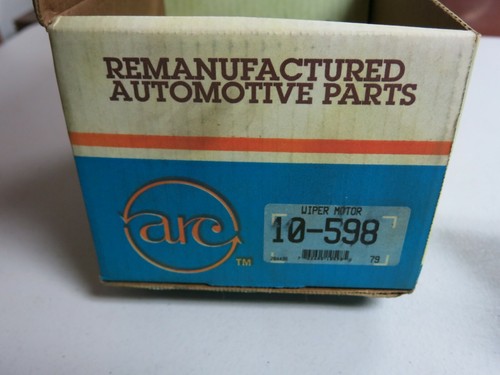 REMANUFACTURED
AUTOMOTIVE PARTS
arc
TM
WIPER MOTOR
10-598
79